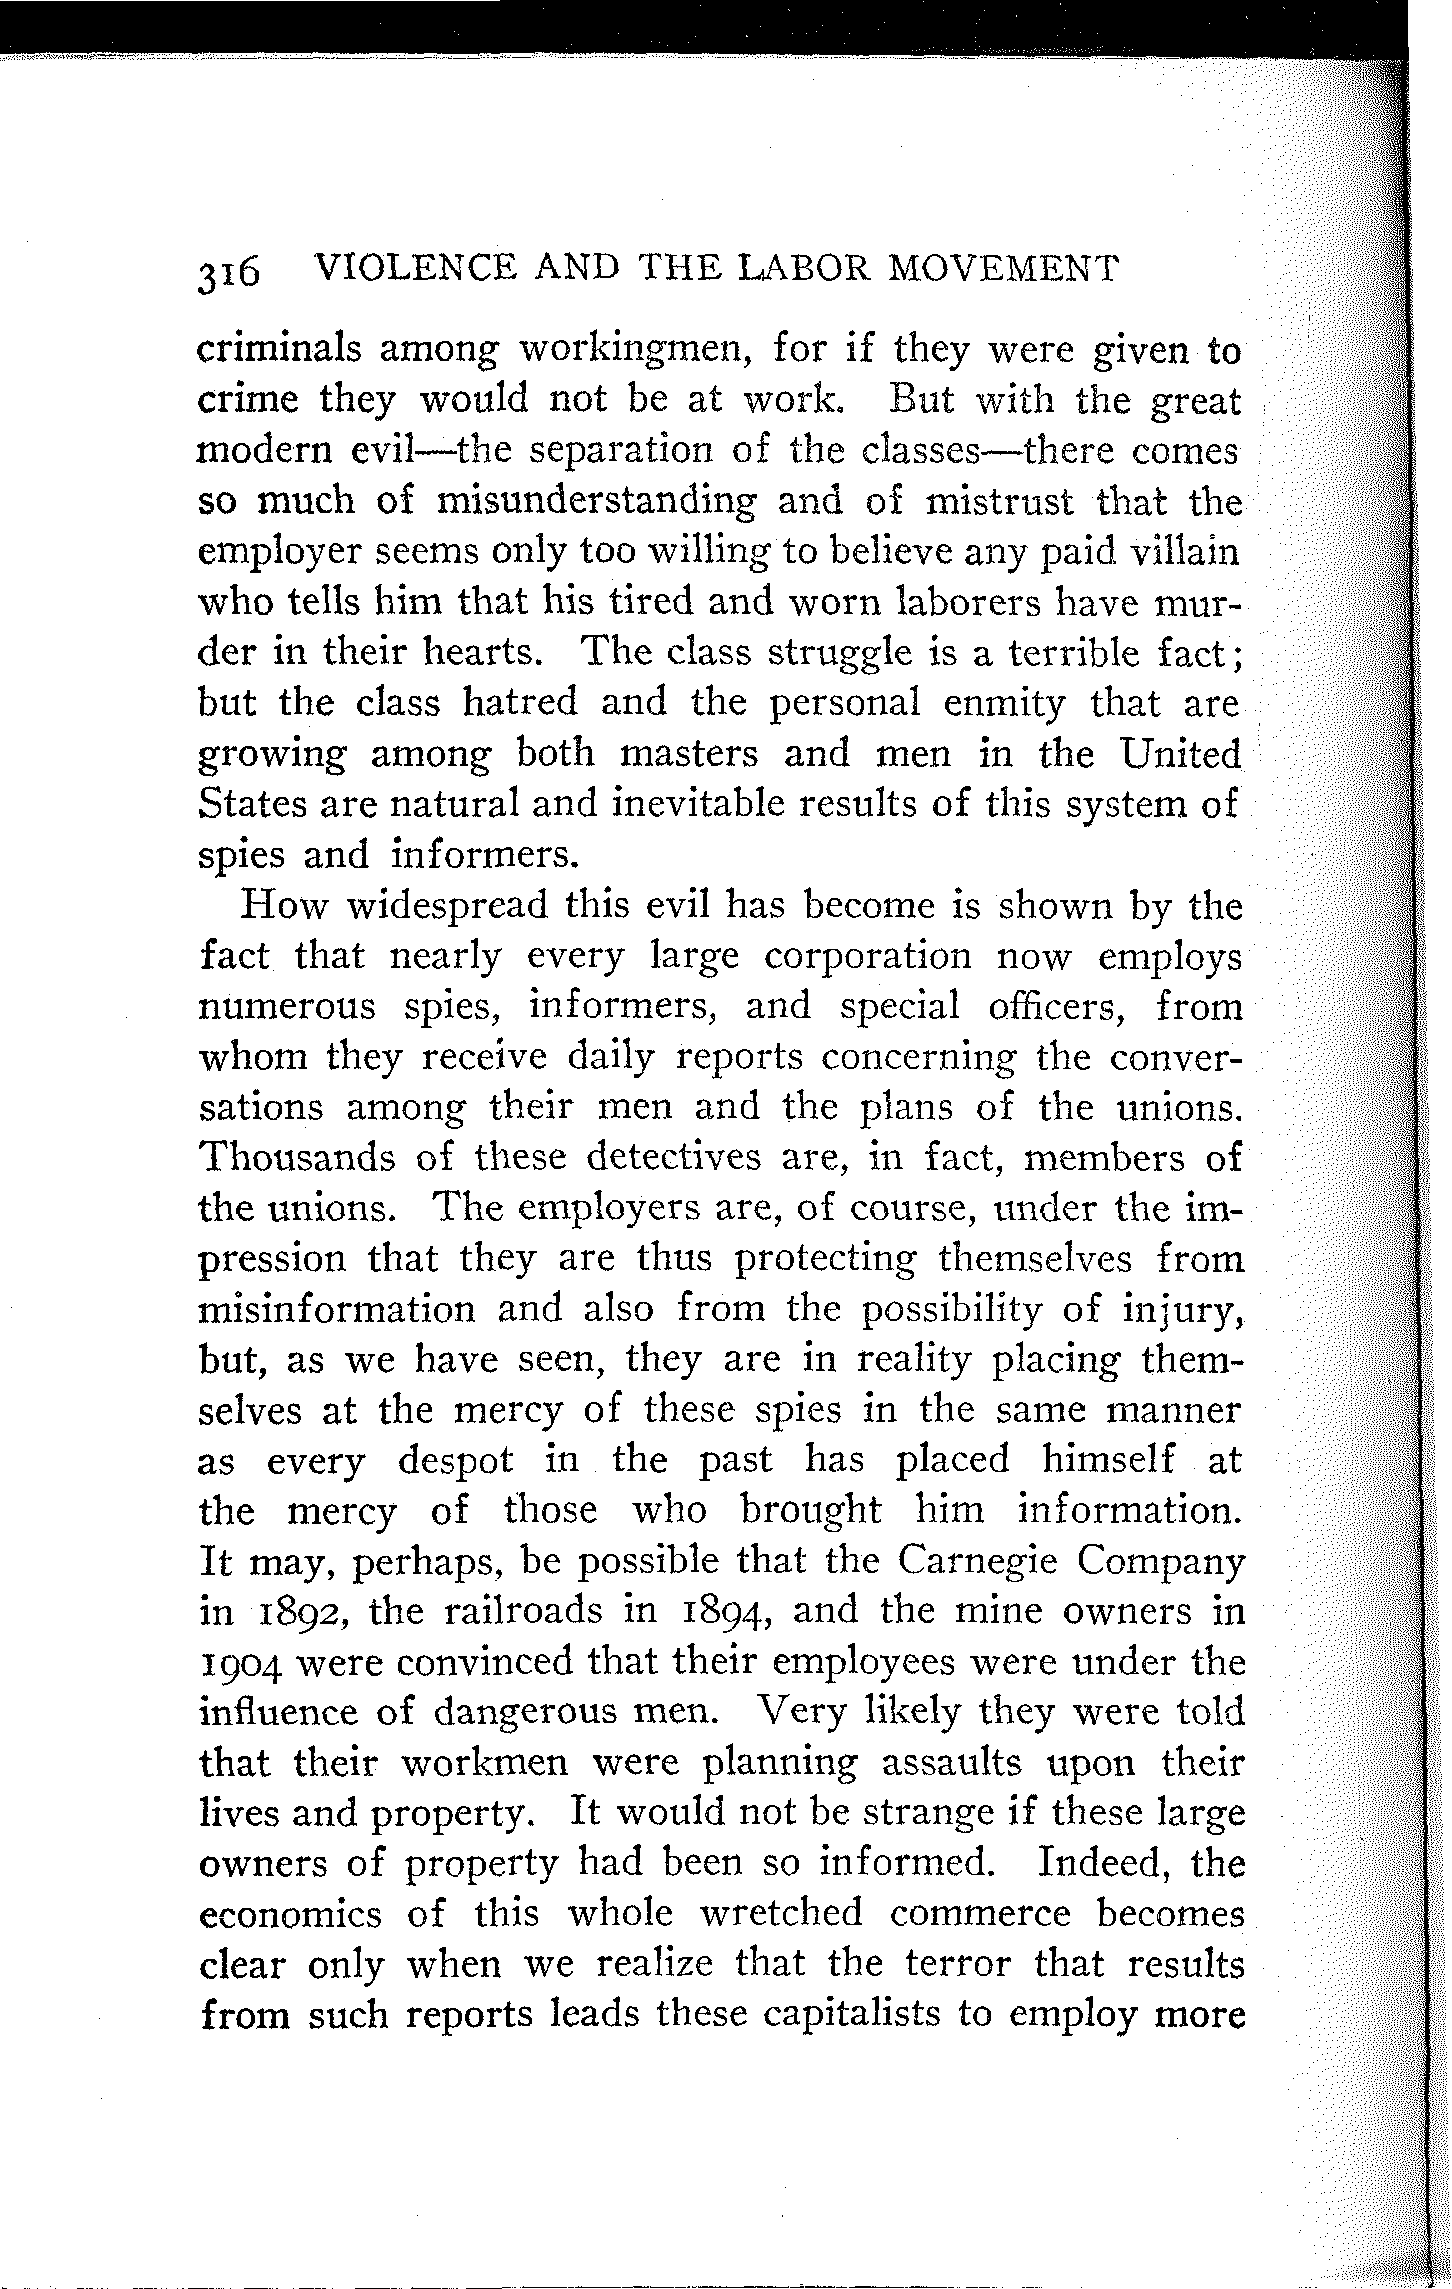 316 VIOLENCE AND THE LABOR MOVEMENT
criminals among workingmen, for if they were given to
crime they would not be at work. But with the great
modern evil—the separation of the classes—there comes
so much of misunderstanding and of mistrust that the
employer seems only too willing to believe any paid villain
who tells him that his tired and worn laborers have mur-
der in their hearts. The class struggle is a terrible fact;
but the class hatred and the personal enmity that are
growing among both masters and men in the United
States are natural and inevitable results of this system of
spies and informers.
How widespread this evil has become is shown by the
fact that nearly every large corporation now employs
numerous spies, informers, and special officers, from
whom they receive daily reports concerning the conver-
sations among their men and the plans of the unions.
Thousands of these detectives are, in fact, members of
the unions. The employers are, of course, under the im-
pression that they are thus protecting themselves from
misinformation and also from the possibility of injury,
but, as we have seen, they are in reality placing them-
selves at the mercy of these spies in the same manner
as every despot in the past has placed himself at
the mercy of those who brought him information.
It may, perhaps, be possible that the Carnegie Company
in 1892, the railroads in 1894, and the mine owners in
1904 were convinced that their employees were under the
influence of dangerous men. Very likely they were told
that their workmen were planning assaults upon their
lives and property. It would not be strange if these large
owners of property had been so informed. Indeed, the
economics of this whole wretched commerce becomes
clear only when we realize that the terror that results
from such reports leads these capitalists to employ more